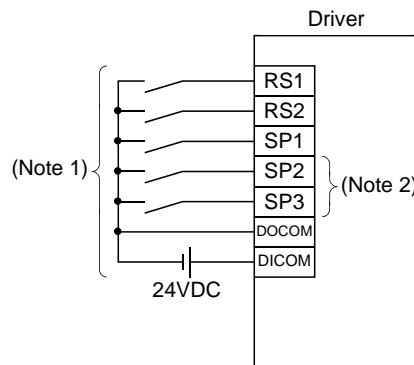 Driver
RS1
RS2
SP1
(Note 1)
SP2
(Note 2)
SP3
DOCOM
DICOM
24VDC